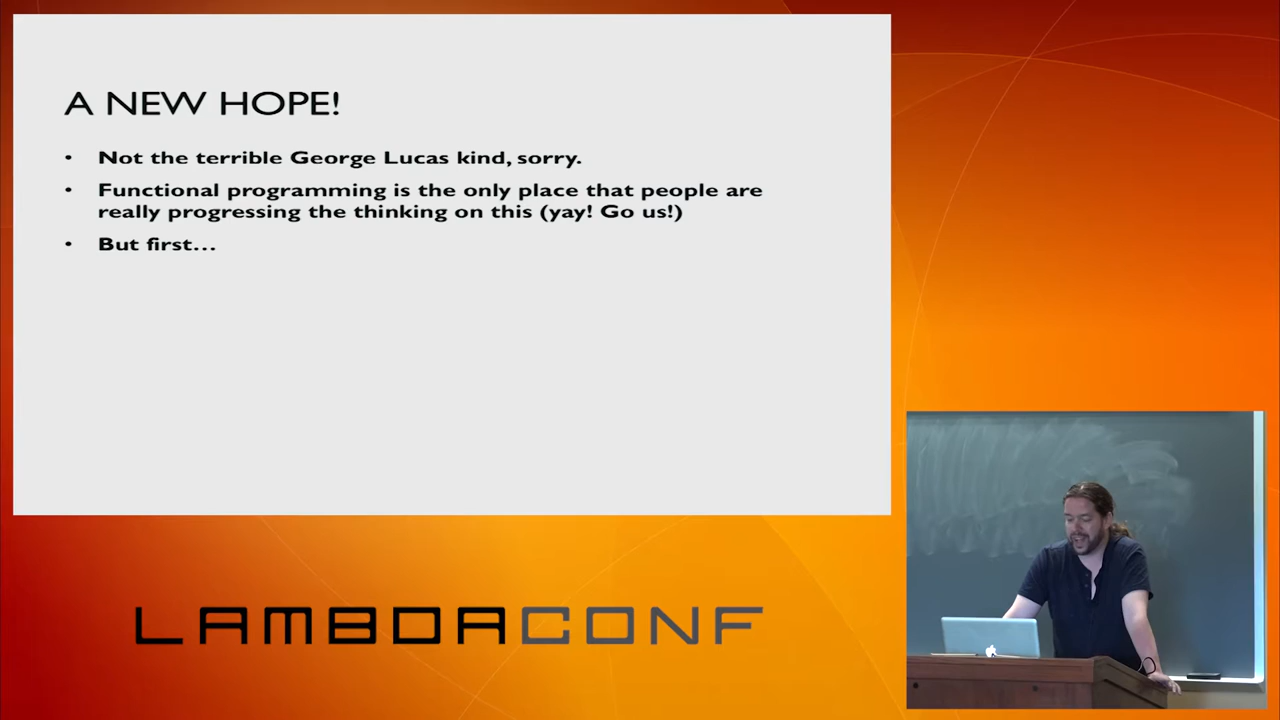 A NEW HOPE!
• Not the terrible George Lucas kind, sorry.
• Functional programming is the only place that people are
really progressing the thinking on this (yay! Go us!)
• But first...
LAMBDACONF